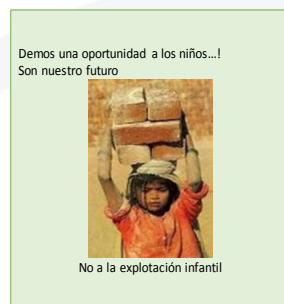 Demos una oportunidad a los niños...!
Son nuestro futuro
No a la explotación infantil